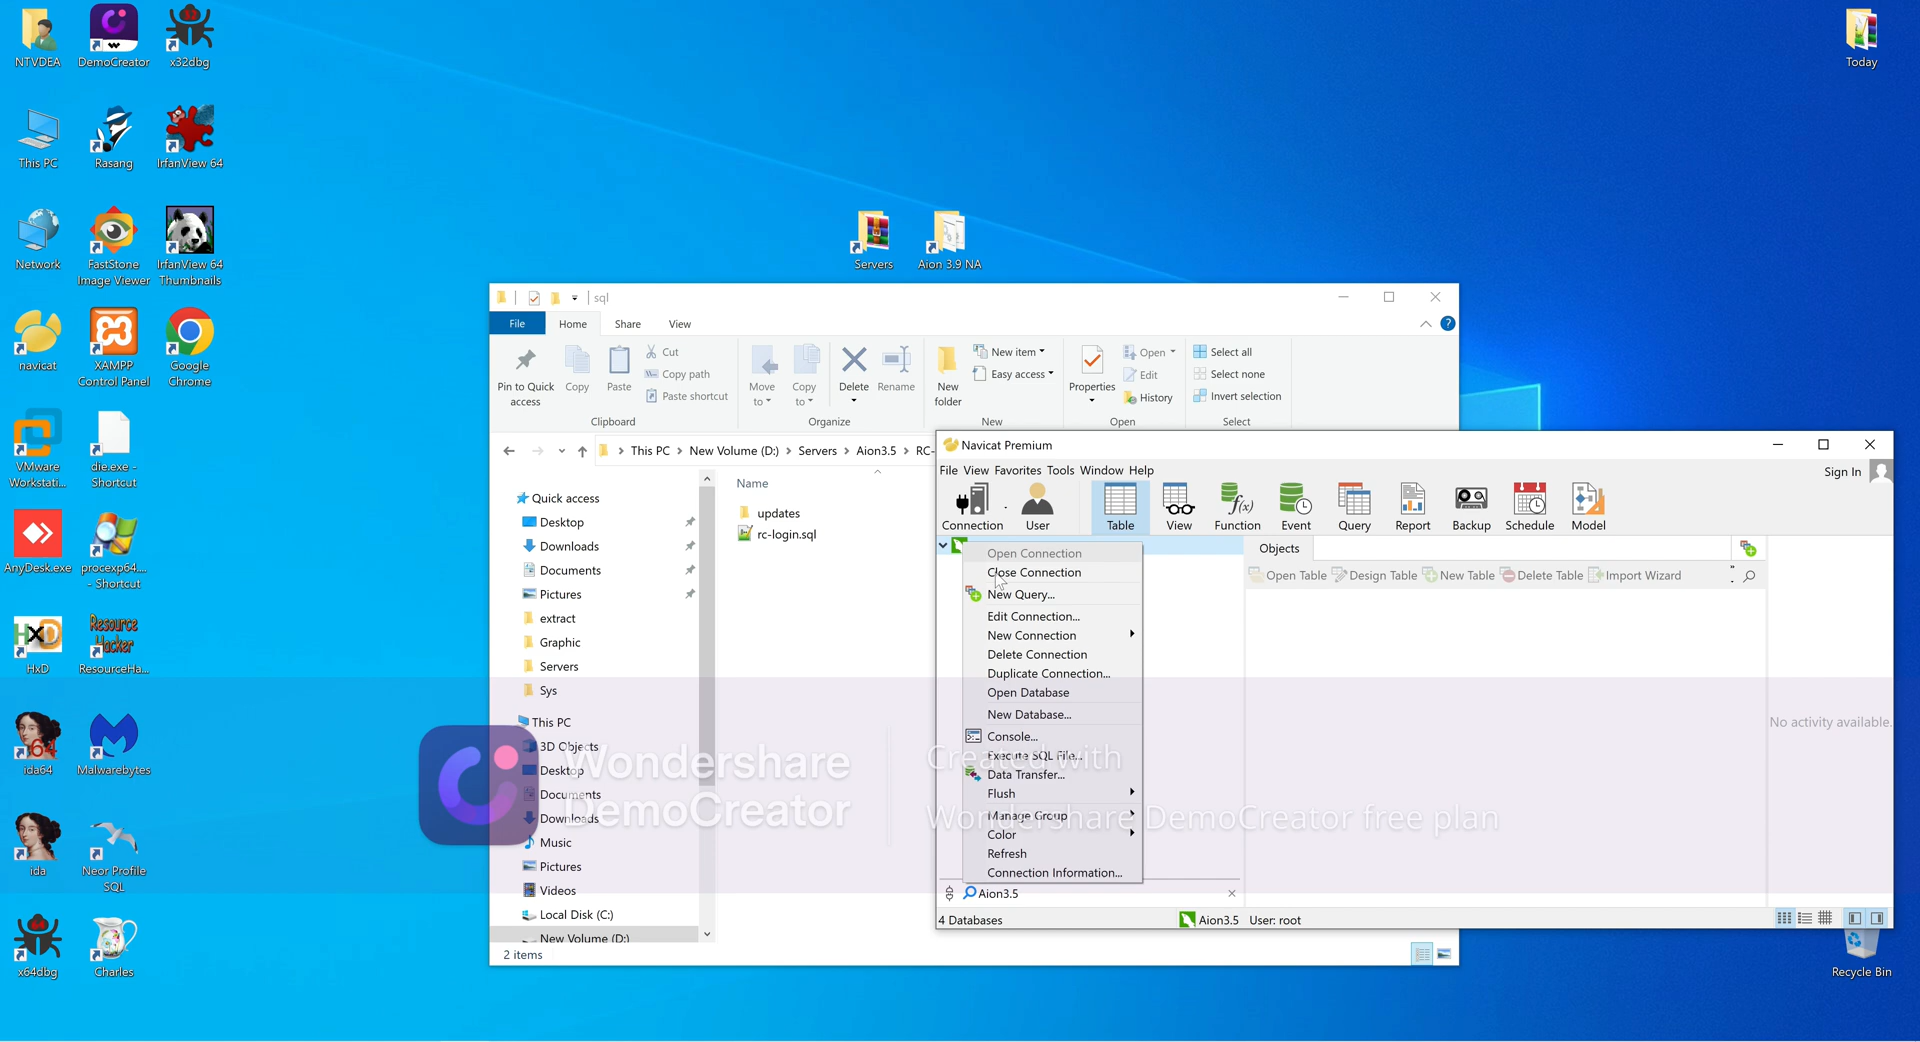 NTVDEA
DemoCreator
x32dbg
Today
This PC
Rasang
IrfanView 64
Network
FastStone
Image Viewer
IrfanView 64
Thumbnails
Servers
Aion 3.9 NA
navicat
XAMPP
Control Panel
Google
Chrome
VMware
Workstati...
die.exe -
Shortcut
AnyDesk.exe
procexp64....
- Shortcut
HxD
Resource
Hacker
ResourceHa...
64
ida64
Malwarebytes
ida
Neor Profile
SQL
x64dbg
Charles
Recycle Bin
sql
File
Home
Share
View
Pin to Quick
access
Copy
Paste
Cut
Copy path
Paste shortcut
Clipboard
Move
to
Copy
to
Delete
Rename
Organize
New
folder
New item
Easy access
New
Properties
Open
Edit
History
Open
Select all
Select none
Invert selection
Select
This PC > New Volume (D:) > Servers > Aion3.5 > RC-
Name
updates
rc-login.sql
Quick access
Desktop
Downloads
Documents
Pictures
extract
Graphic
Servers
Sys
This PC
3D Objects
Desktop
Documents
Downloads
Music
Pictures
Videos
Local Disk (C:)
New Volume (D:)
2 items
Navicat Premium
File View Favorites Tools Window Help
Sign In
Connection
User
Table
View
Function
Event
Query
Report
Backup
Schedule
Model
Objects
Open Table
Design Table
New Table
Delete Table
Import Wizard
Open Connection
Close Connection
New Query...
Edit Connection...
New Connection
Delete Connection
Duplicate Connection...
Open Database
New Database...
Console...
Execute SQL File...
Data Transfer...
Flush
Manage Group
Color
Refresh
Connection Information...
No activity available.
Aion3.5
4 Databases
Aion3.5 User: root
Wondershare
DemoCreator
Created with
Wondershare DemoCreator free plan